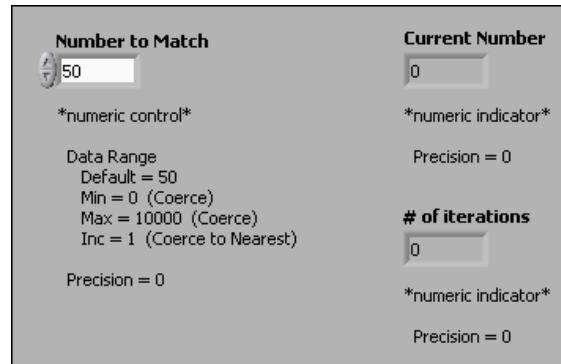 Number to Match
50
*numeric control*
Data Range
Default = 50
Min = 0 (Coerce)
Max = 10000 (Coerce)
Inc = 1 (Coerce to Nearest)
Precision = 0
Current Number
0
*numeric indicator*
Precision = 0
# of iterations
0
*numeric indicator*
Precision = 0